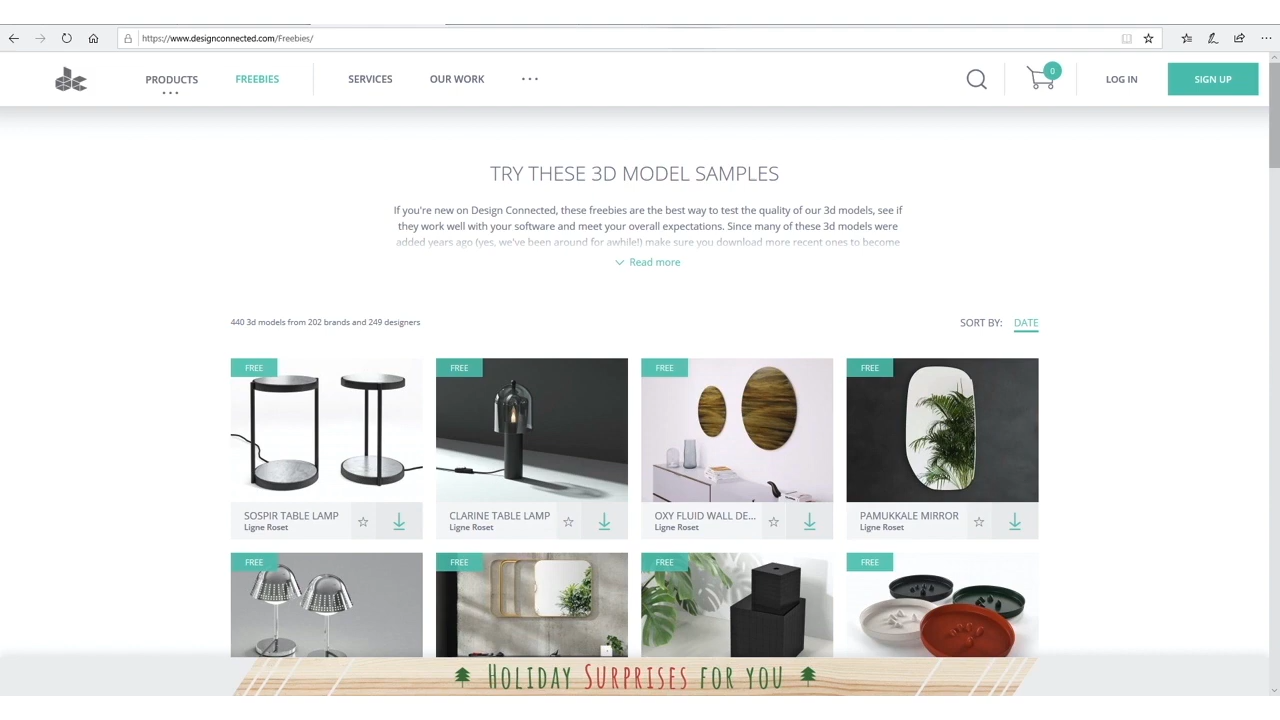 https://www.designconnected.com/Freebies/
PRODUCTS
FREEBIES
SERVICES
OUR WORK
0
LOG IN
SIGN UP
TRY THESE 3D MODEL SAMPLES
If you're new on Design Connected, these freebies are the best way to test the quality of our 3d models, see if
they work well with your software and meet your overall expectations. Since many of these 3d models were
added years ago (yes, we've been around for awhile!) make sure you download more recent ones to become
Read more
440 3d models from 202 brands and 249 designers
SORT BY: DATE
FREE
FREE
FREE
FREE
SOSPIR TABLE LAMP
Ligne Roset
CLARINE TABLE LAMP
Ligne Roset
OXY FLUID WALL DE...
Ligne Roset
PAMUKKALE MIRROR
Ligne Roset
FREE
FREE
FREE
FREE
HOLIDAY SURPRISES FOR YOU